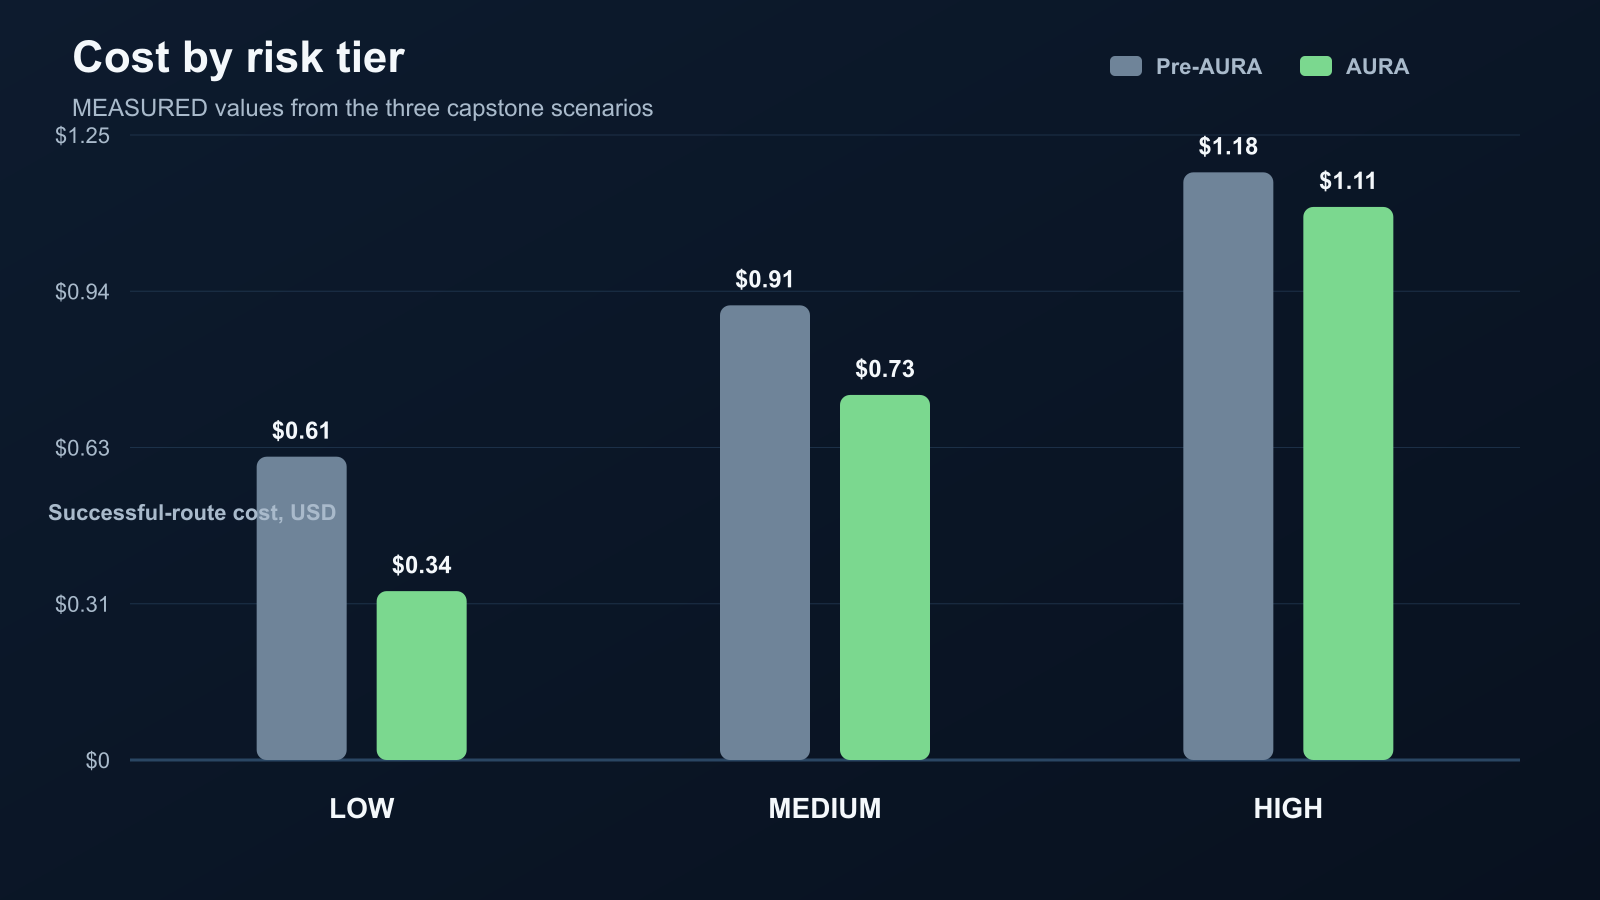 Cost by risk tier
MEASURED values from the three capstone scenarios
Pre-AURA
AURA
$1.25
$0.94
$0.63
$0.31
$0
Successful-route cost, USD
$0.61
$0.34
$0.91
$0.73
$1.18
$1.11
LOW
MEDIUM
HIGH